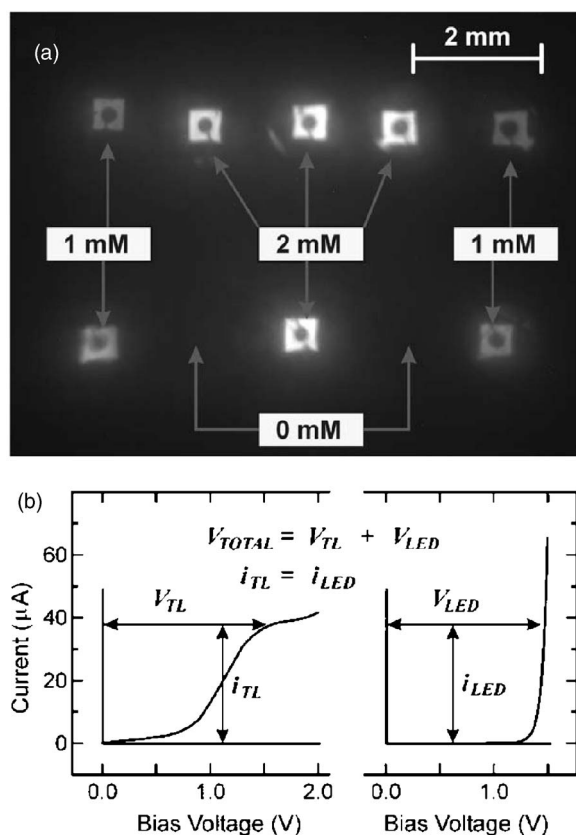 (a)
2 mm
1 mM 2 mM 1 mM
0 mM
(b)
V_TOTAL = V_TL + V_LED
i_TL = i_LED
V_TL V_LED
i_TL i_LED
Current (µA)
60
40
20
0
0.0 1.0 2.0 0.0 1.0
Bias Voltage (V) Bias Voltage (V)